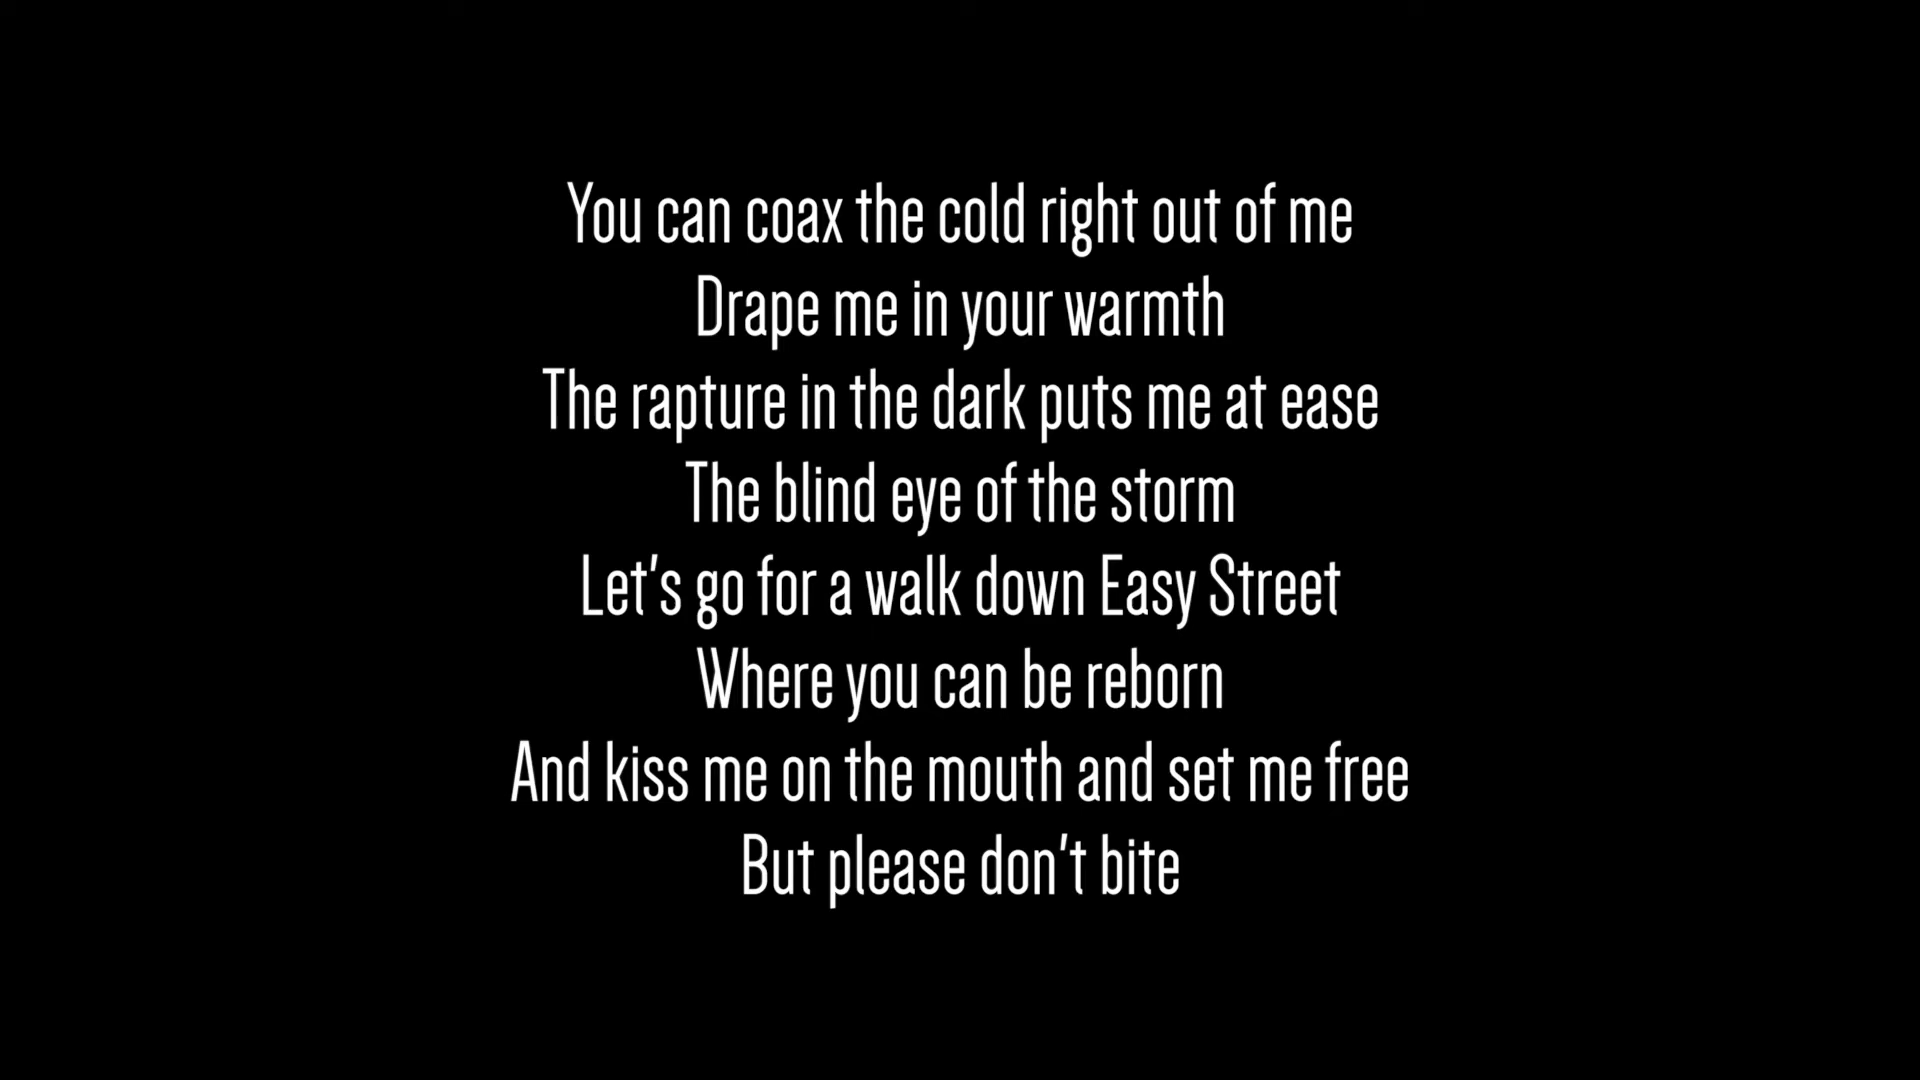 You can coax the cold right out of me
Drape me in your warmth
The rapture in the dark puts me at ease
The blind eye of the storm
Let's go for a walk down Easy Street
Where you can be reborn
And kiss me on the mouth and set me free
But please don't bite